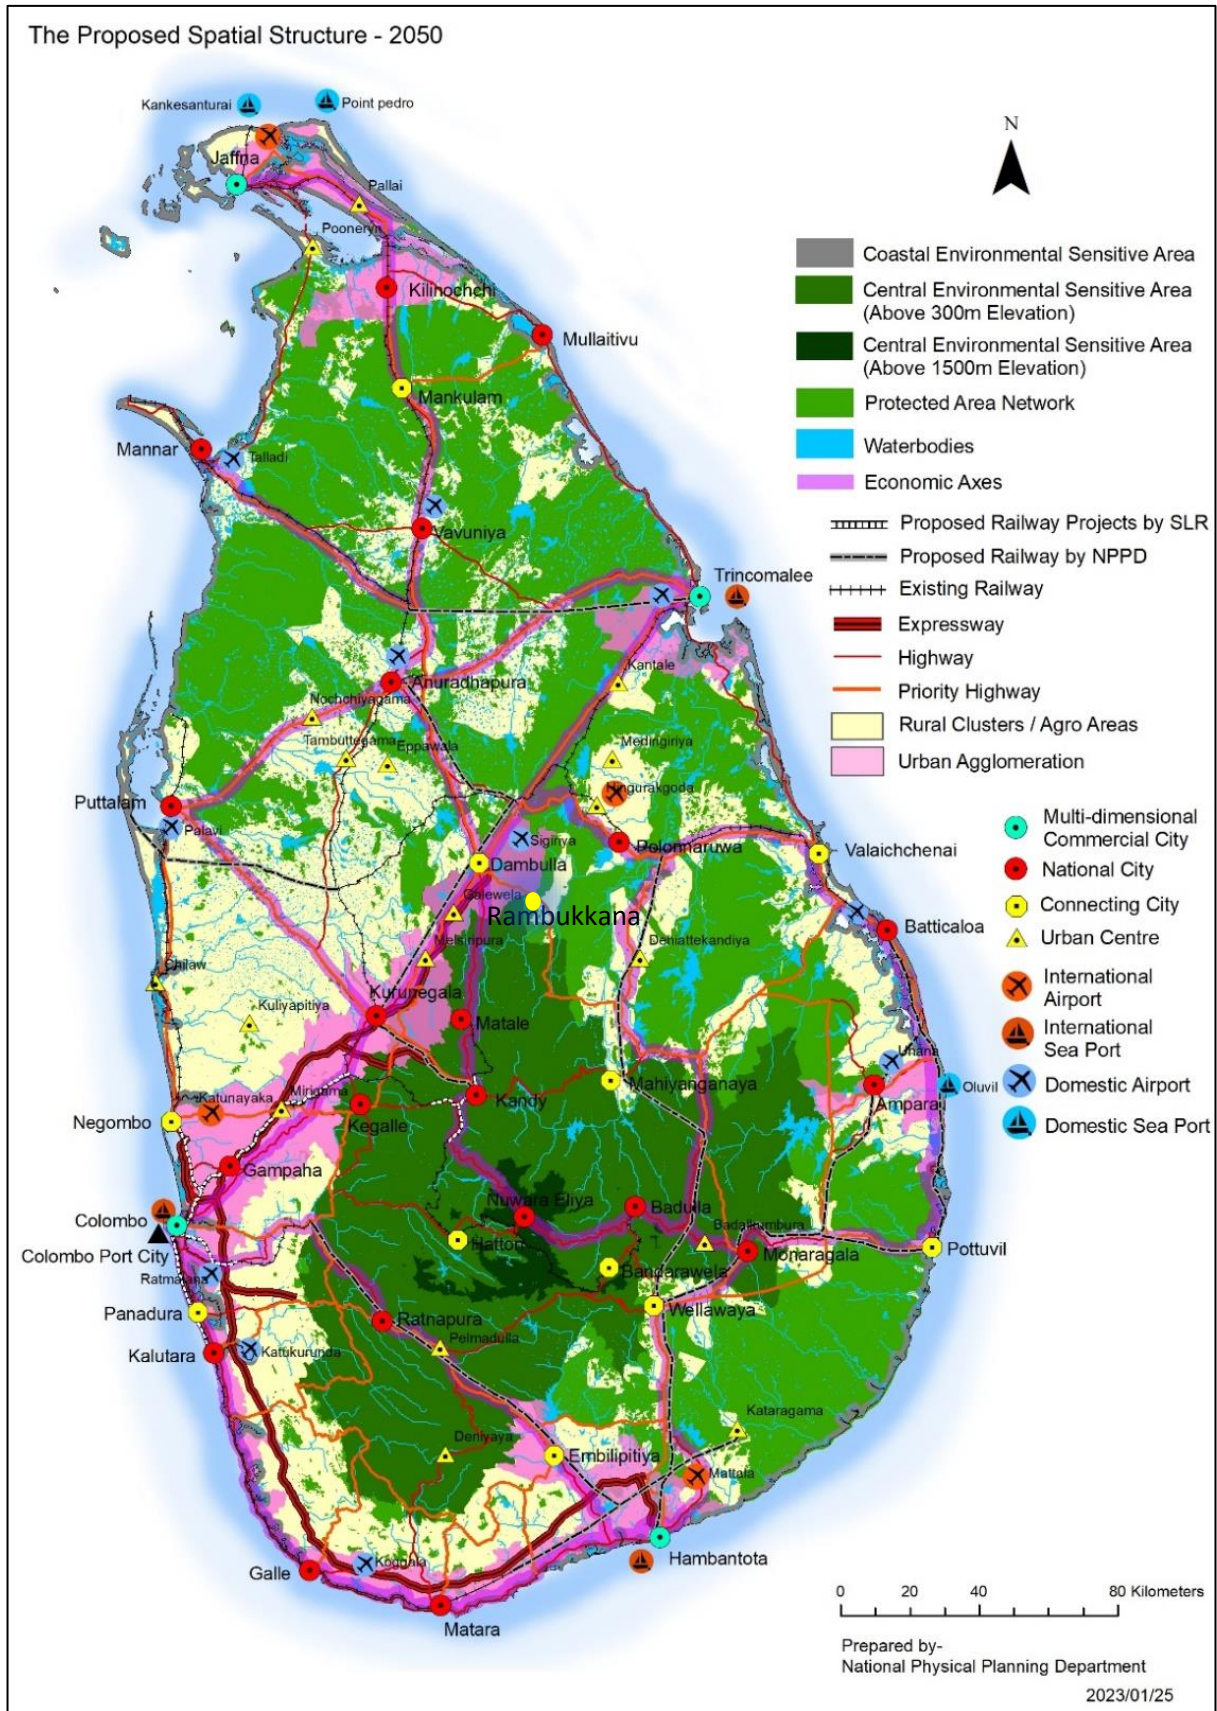 The Proposed Spatial Structure - 2050
Kankesanturai
Point pedro
N
Jaffna
Pallai
Pooneryn
Kilinochchi
Mullaitivu
Mankulam
Mannar
Talladi
Vavuniya
Trincomalee
Kantale
Anuradhapura
Nochchiyagama
Tambuttegama
Eppawala
Medingiriya
Hingurakgoda
Puttalam
Palavi
Sigiriya
Polonnaruwa
Valaichchenai
Dambulla
Galewela
Rambukkana
Batticaloa
Melsiripura
Dehiattekandiya
Chilaw
Kuliyapitiya
Kurunegala
Matale
Uhana
Mahiyanganaya
Oluvil
Ampara
Katunayaka
Mirigama
Kandy
Negombo
Kegalle
Gampaha
Nuwara Eliya
Badulla
Colombo
Badalkumbura
Hatton
Monaragala
Pottuvil
Colombo Port City
Bandarawela
Ratmalana
Panadura
Wellawaya
Ratnapura
Pelmadulla
Kalutara
Katukurunda
Kataragama
Deniyaya
Embilipitiya
Mattala
Galle
Koggala
Hambantota
Matara
Coastal Environmental Sensitive Area
Central Environmental Sensitive Area
(Above 300m Elevation)
Central Environmental Sensitive Area
(Above 1500m Elevation)
Protected Area Network
Waterbodies
Economic Axes
Proposed Railway Projects by SLR
Proposed Railway by NPPD
Existing Railway
Expressway
Highway
Priority Highway
Rural Clusters / Agro Areas
Urban Agglomeration
Multi-dimensional
Commercial City
National City
Connecting City
Urban Centre
International
Airport
International
Sea Port
Domestic Airport
Domestic Sea Port
0 20 40 80 Kilometers
Prepared by-
National Physical Planning Department
2023/01/25